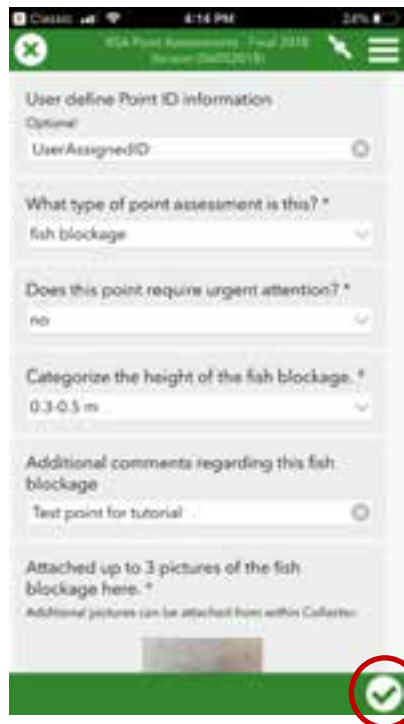 Classic 4:14 PM 24%
RSA Point Assessments - Final 2018
User define Point ID information
Optional
UserAssignedID
What type of point assessment is this? *
fish blockage
Does this point require urgent attention? *
no
Categorize the height of the fish blockage. *
0.3-0.5 m
Additional comments regarding this fish
blockage
Test point for tutorial
Attached up to 3 pictures of the fish
blockage here. *
Additional pictures can be attached from within Collector.